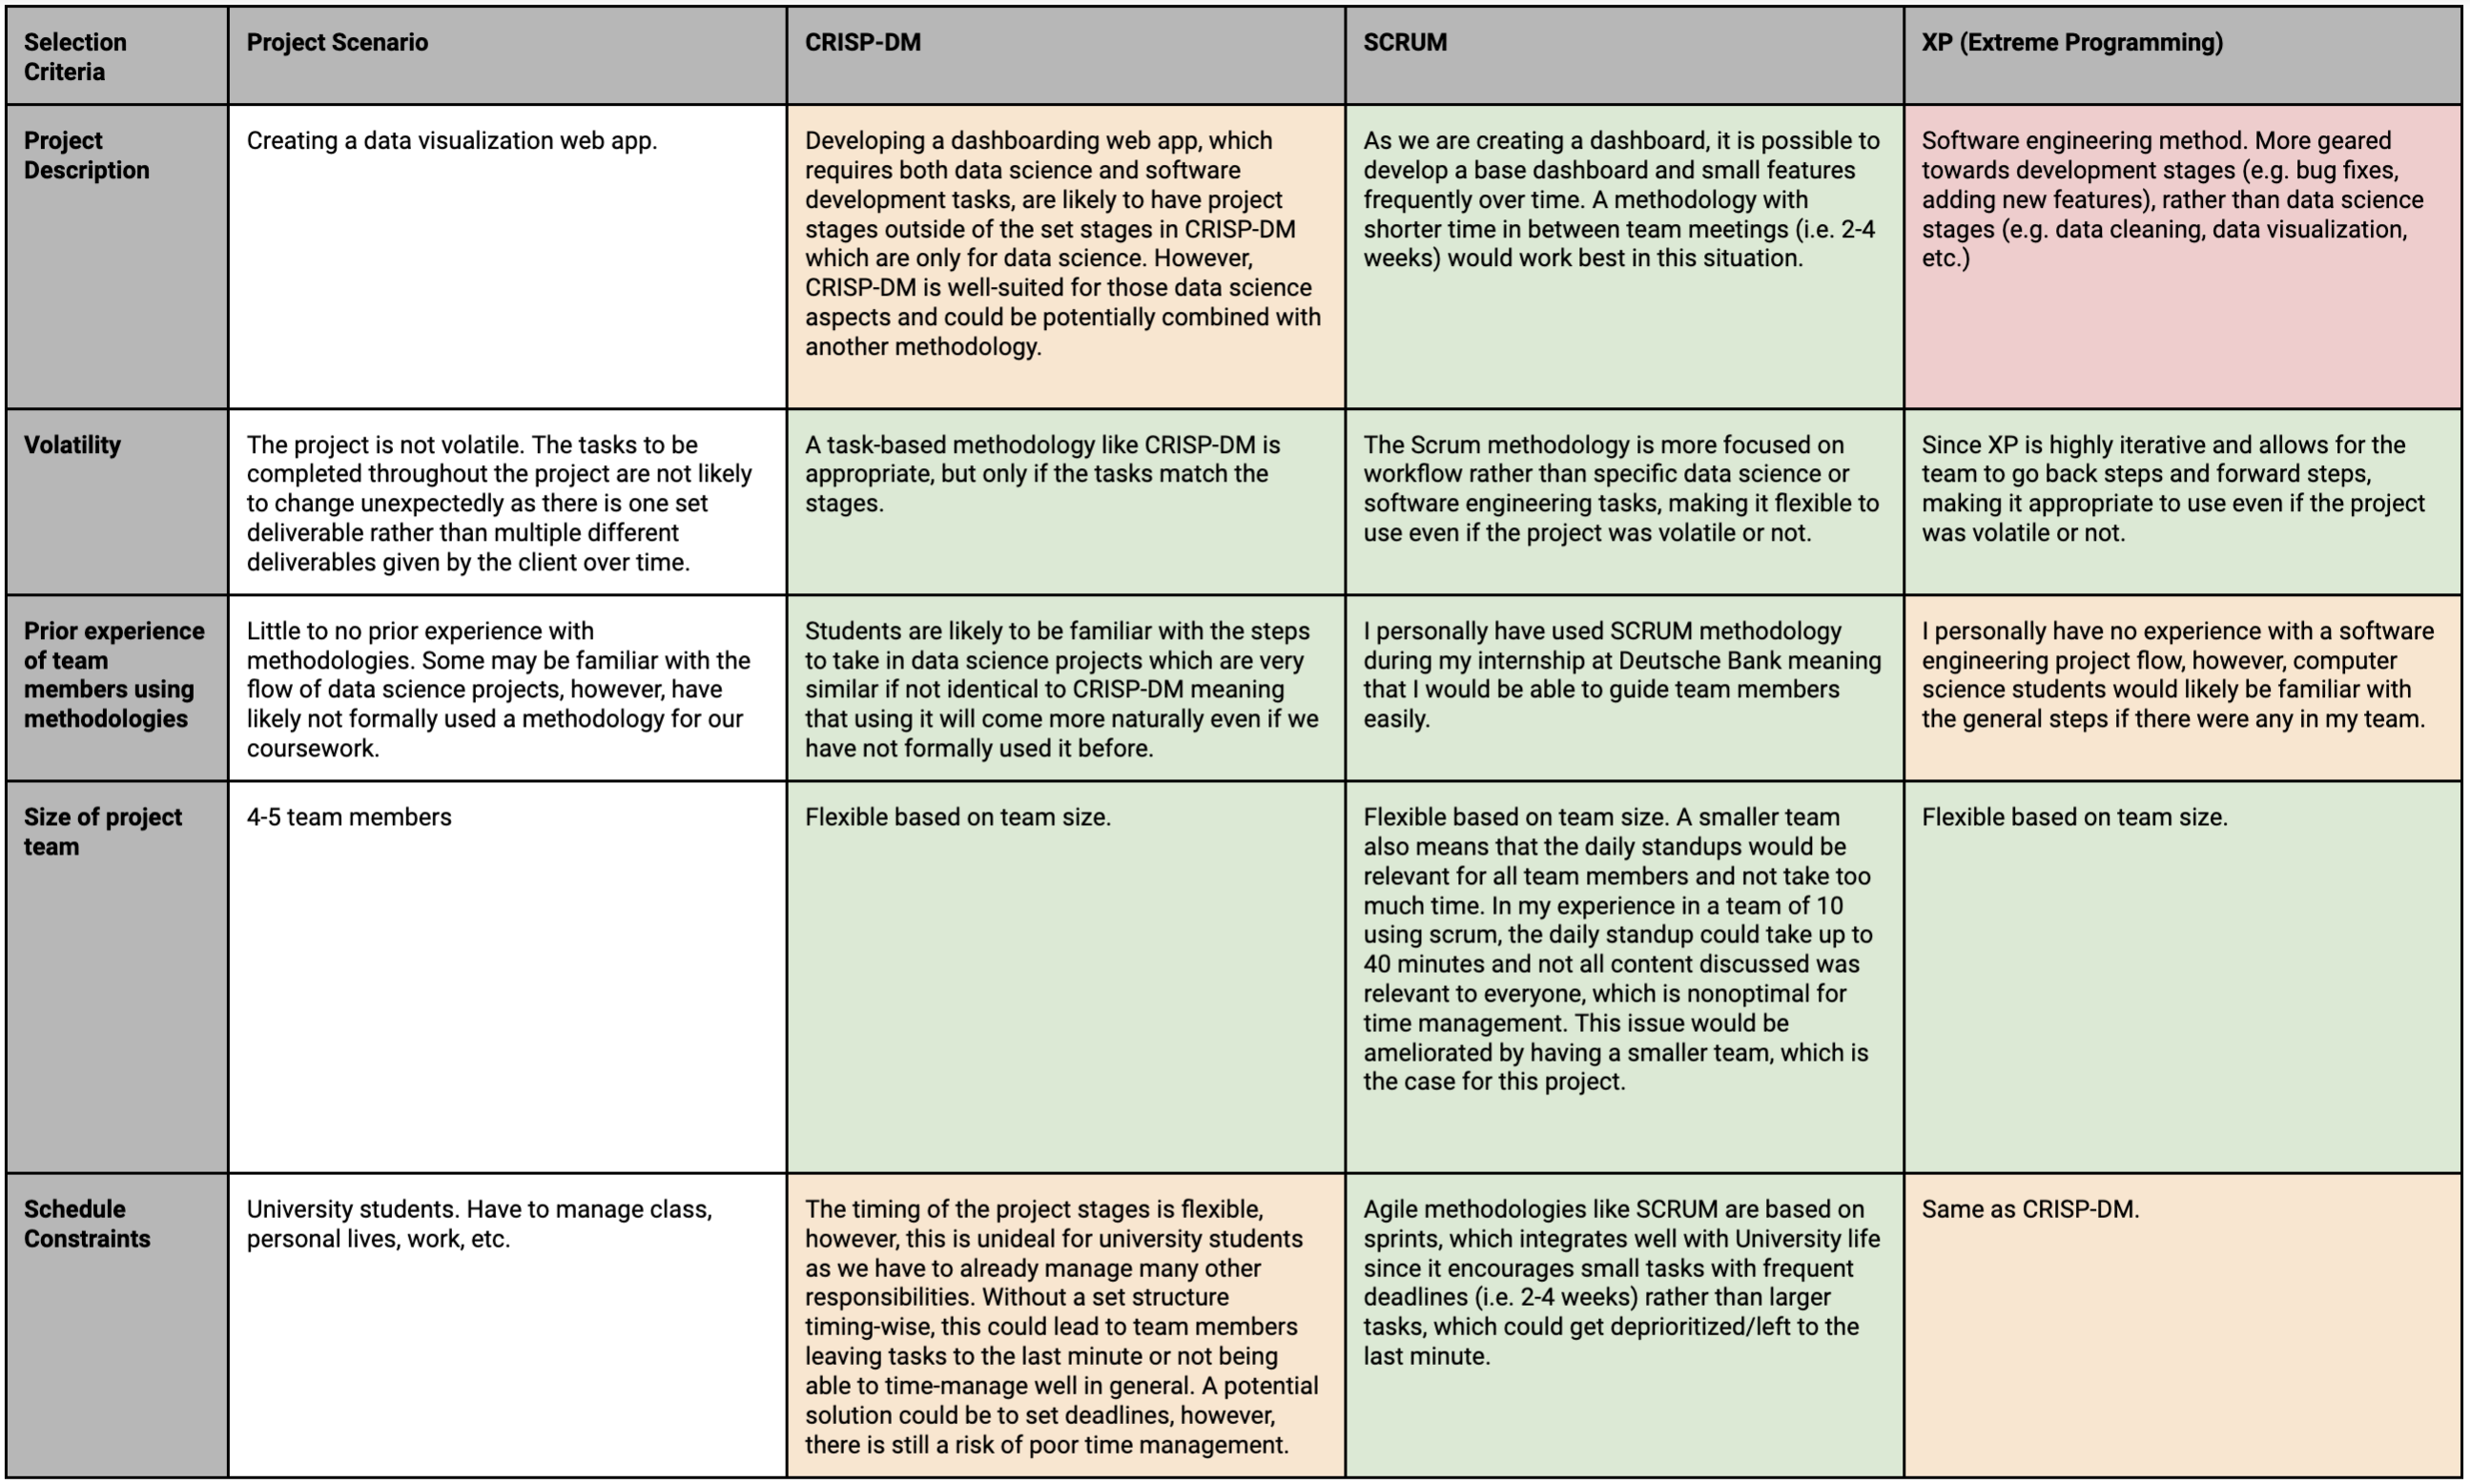 Selection
Criteria
Project Scenario
CRISP-DM
SCRUM
XP (Extreme Programming)
Project
Description
Creating a data visualization web app.
Developing a dashboarding web app, which
requires both data science and software
development tasks, are likely to have project
stages outside of the set stages in CRISP-DM
which are only for data science. However,
CRISP-DM is well-suited for those data science
aspects and could be potentially combined with
another methodology.
As we are creating a dashboard, it is possible to
develop a base dashboard and small features
frequently over time. A methodology with
shorter time in between team meetings (i.e. 2-4
weeks) would work best in this situation.
Software engineering method. More geared
towards development stages (e.g. bug fixes,
adding new features), rather than data science
stages (e.g. data cleaning, data visualization,
etc.)
Volatility
The project is not volatile. The tasks to be
completed throughout the project are not likely
to change unexpectedly as there is one set
deliverable rather than multiple different
deliverables given by the client over time.
A task-based methodology like CRISP-DM is
appropriate, but only if the tasks match the
stages.
The Scrum methodology is more focused on
workflow rather than specific data science or
software engineering tasks, making it flexible to
use even if the project was volatile or not.
Since XP is highly iterative and allows for the
team to go back steps and forward steps,
making it appropriate to use even if the project
was volatile or not.
Prior experience
of team
members using
methodologies
Little to no prior experience with
methodologies. Some may be familiar with the
flow of data science projects, however, have
likely not formally used a methodology for our
coursework.
Students are likely to be familiar with the steps
to take in data science projects which are very
similar if not identical to CRISP-DM meaning
that using it will come more naturally even if we
have not formally used it before.
I personally have used SCRUM methodology
during my internship at Deutsche Bank meaning
that I would be able to guide team members
easily.
I personally have no experience with a software
engineering project flow, however, computer
science students would likely be familiar with
the general steps if there were any in my team.
Size of project
team
4-5 team members
Flexible based on team size.
Flexible based on team size. A smaller team
also means that the daily standups would be
relevant for all team members and not take too
much time. In my experience in a team of 10
using scrum, the daily standup could take up to
40 minutes and not all content discussed was
relevant to everyone, which is nonoptimal for
time management. This issue would be
ameliorated by having a smaller team, which is
the case for this project.
Flexible based on team size.
Schedule
Constraints
University students. Have to manage class,
personal lives, work, etc.
The timing of the project stages is flexible,
however, this is unideal for university students
as we have to already manage many other
responsibilities. Without a set structure
timing-wise, this could lead to team members
leaving tasks to the last minute or not being
able to time-manage well in general. A potential
solution could be to set deadlines, however,
there is still a risk of poor time management.
Agile methodologies like SCRUM are based on
sprints, which integrates well with University life
since it encourages small tasks with frequent
deadlines (i.e. 2-4 weeks) rather than larger
tasks, which could get deprioritized/left to the
last minute.
Same as CRISP-DM.